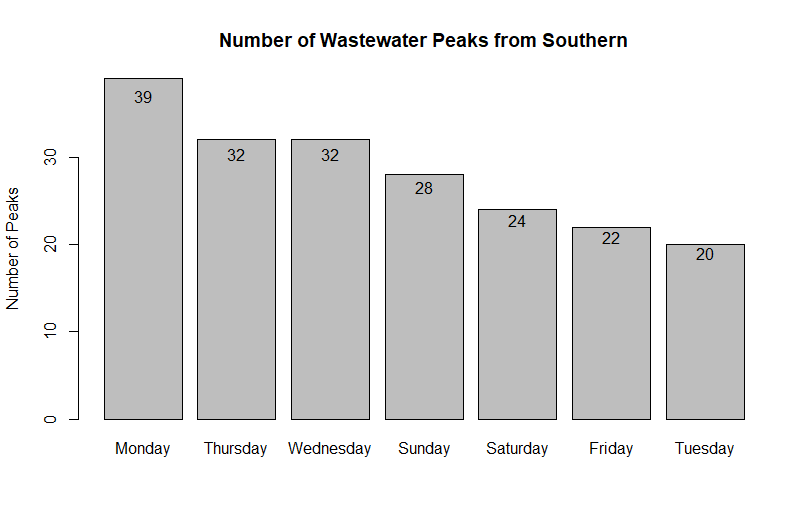 Number of Wastewater Peaks from Southern
Number of Peaks
30
20
10
0
39
32
32
28
24
22
20
Monday
Thursday
Wednesday
Sunday
Saturday
Friday
Tuesday